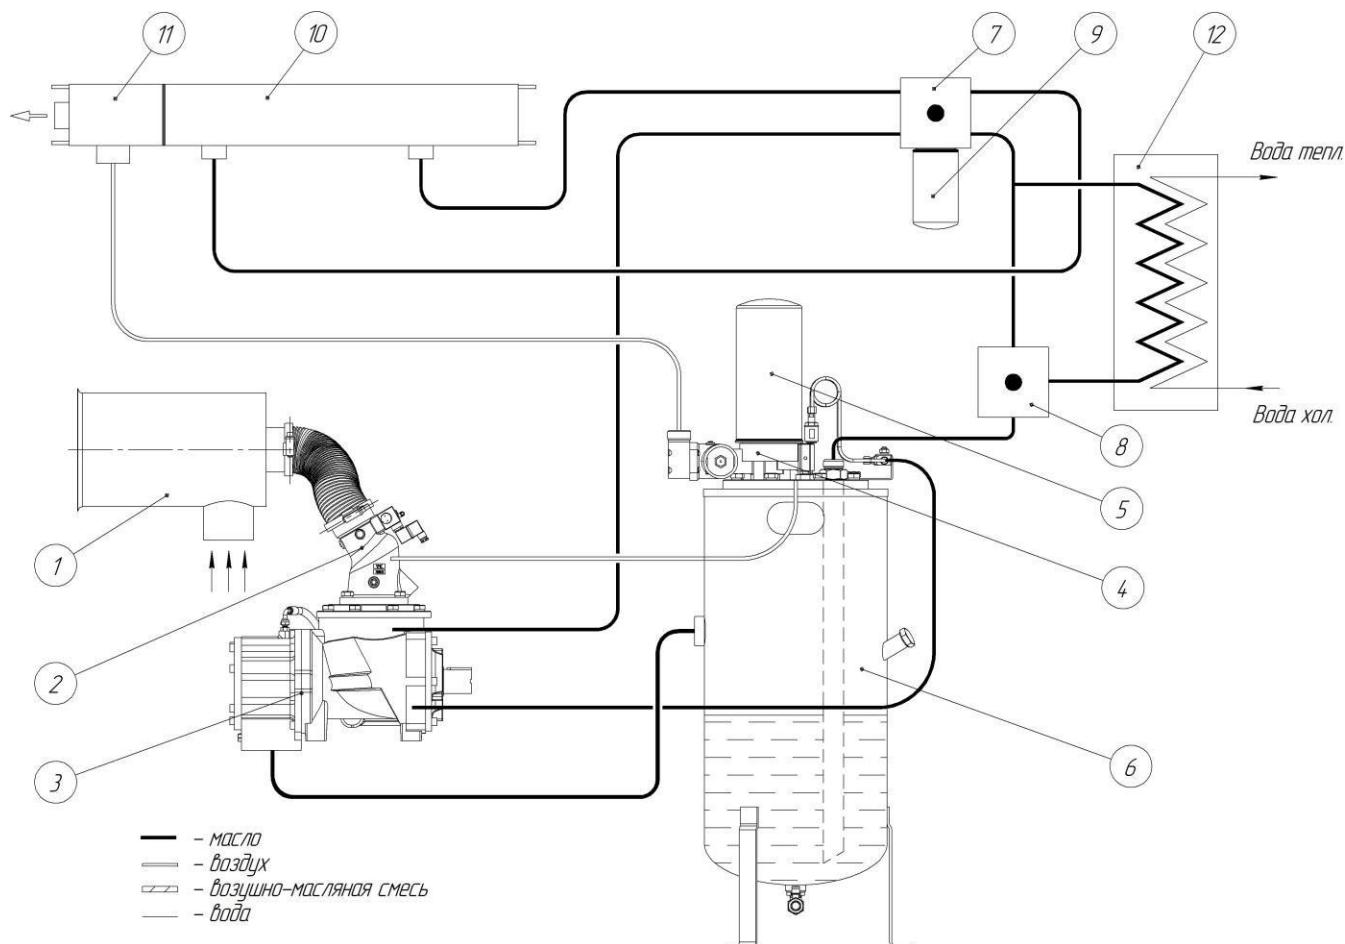 11
10
7
9
12
Вода тепл.
Вода хол.
8
5
1
4
2
6
3
– масло
– воздух
– возушно-масляная смесь
– вода